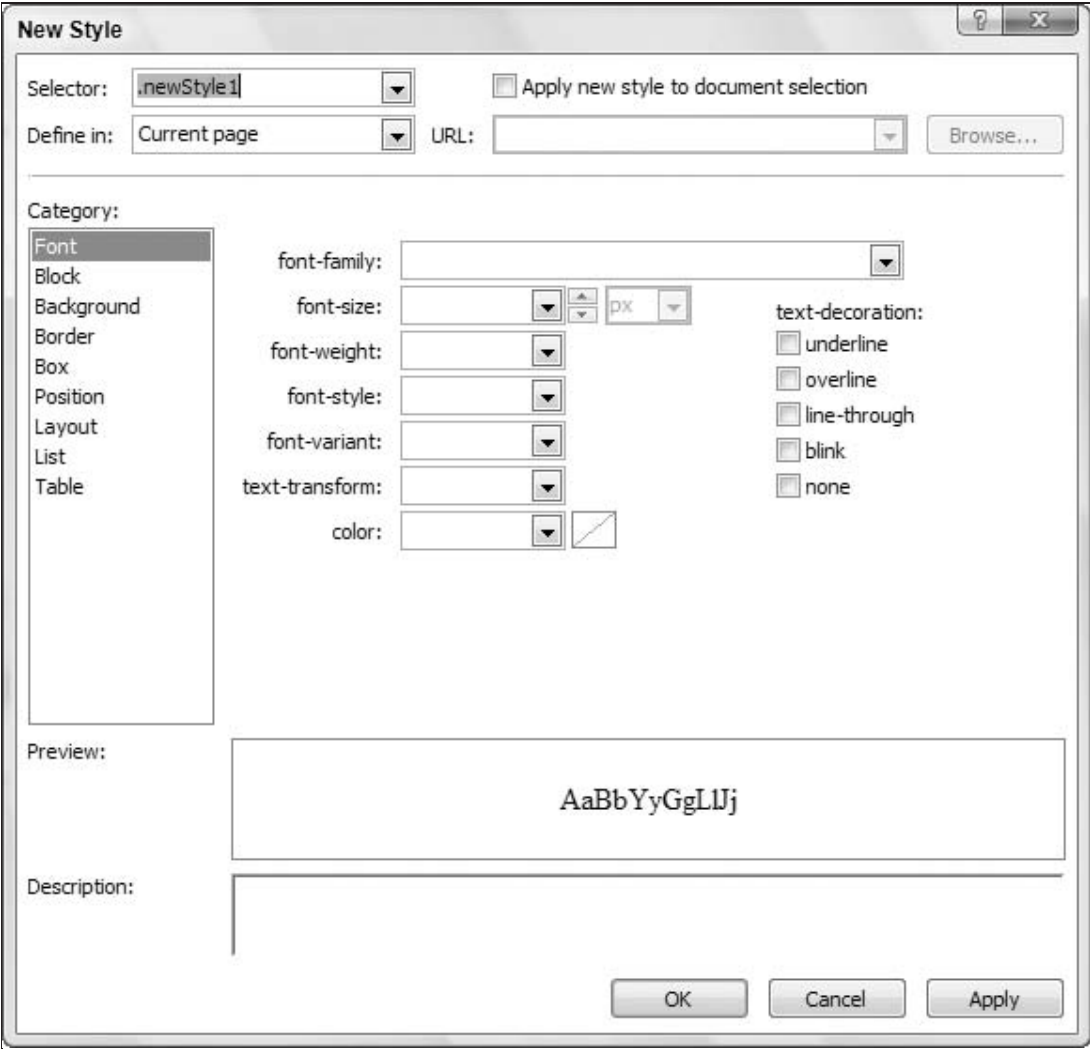 New Style
Selector: .newStyle1 Apply new style to document selection
Define in: Current page URL: Browse...
Category:
Font
Block
Background
Border
Box
Position
Layout
List
Table
font-family:
font-size: px
font-weight:
font-style:
font-variant:
text-transform:
color:
text-decoration:
underline
overline
line-through
blink
none
Preview:
AaBbYyGgLlJj
Description:
OK Cancel Apply